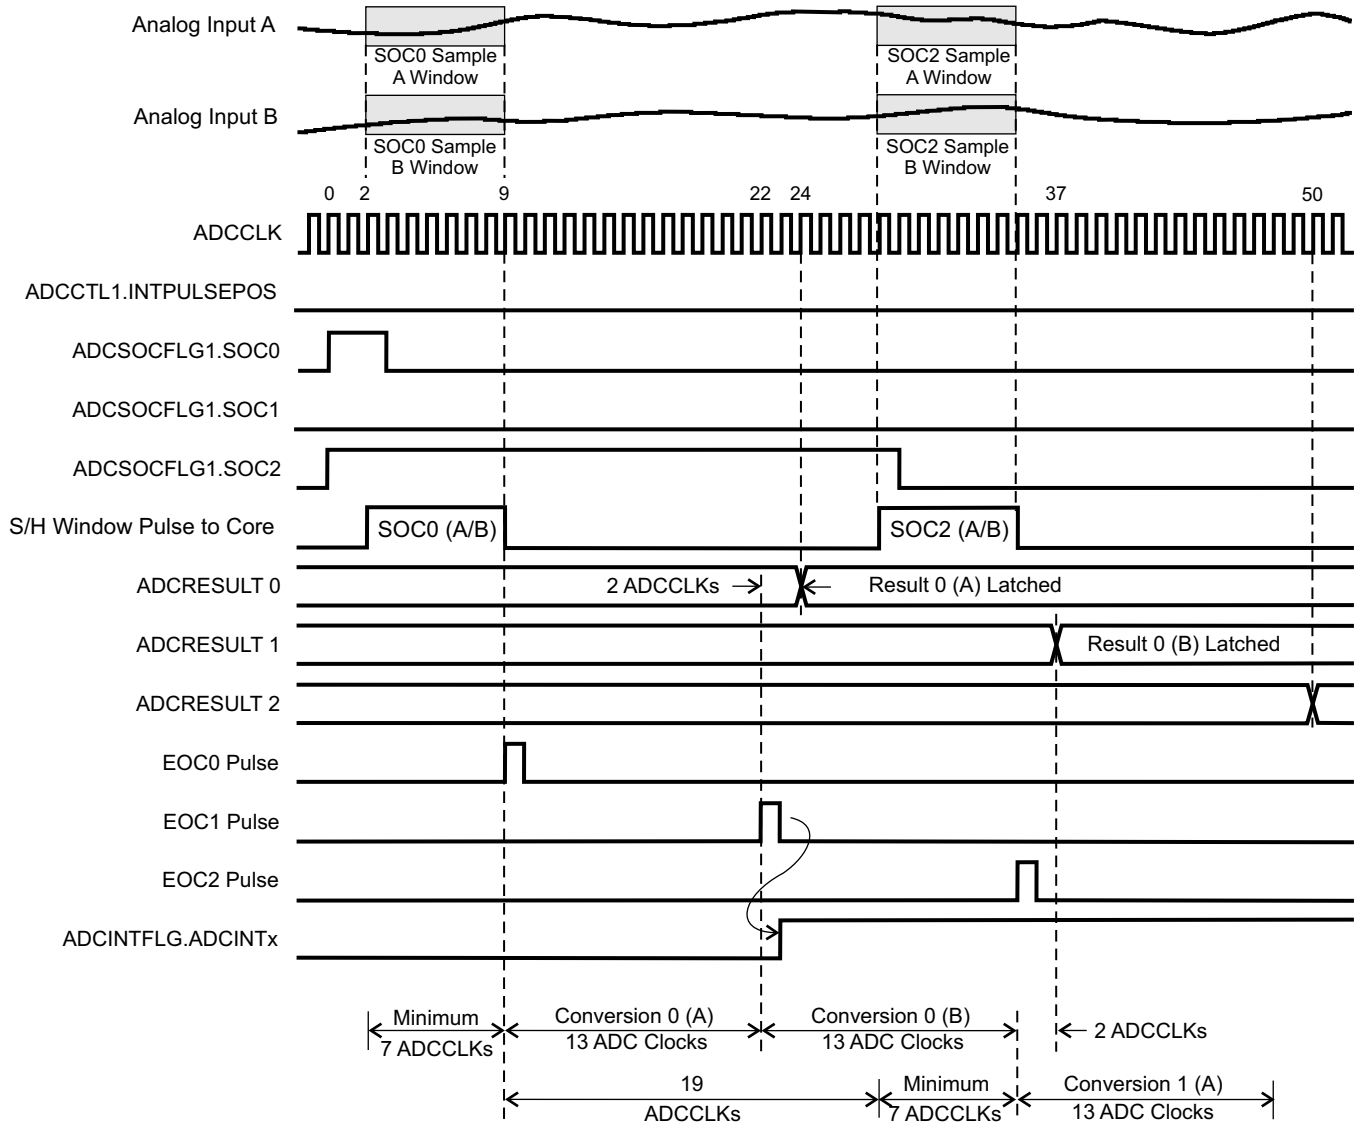 Analog Input A
SOC0 Sample
A Window
SOC2 Sample
A Window
Analog Input B
SOC0 Sample
B Window
SOC2 Sample
B Window
0 2 9 22 24 37 50
ADCCLK
ADCCTL1.INTPULSEPOS
ADCSOCFLG1.SOC0
ADCSOCFLG1.SOC1
ADCSOCFLG1.SOC2
S/H Window Pulse to Core
SOC0 (A/B)
SOC2 (A/B)
ADCRESULT 0
2 ADCCLKs
Result 0 (A) Latched
ADCRESULT 1
Result 0 (B) Latched
ADCRESULT 2
EOC0 Pulse
EOC1 Pulse
EOC2 Pulse
ADCINTFLG.ADCINTx
Minimum
7 ADCCLKs
Conversion 0 (A)
13 ADC Clocks
Conversion 0 (B)
13 ADC Clocks
2 ADCCLKs
19
ADCCLKs
Minimum
7 ADCCLKs
Conversion 1 (A)
13 ADC Clocks